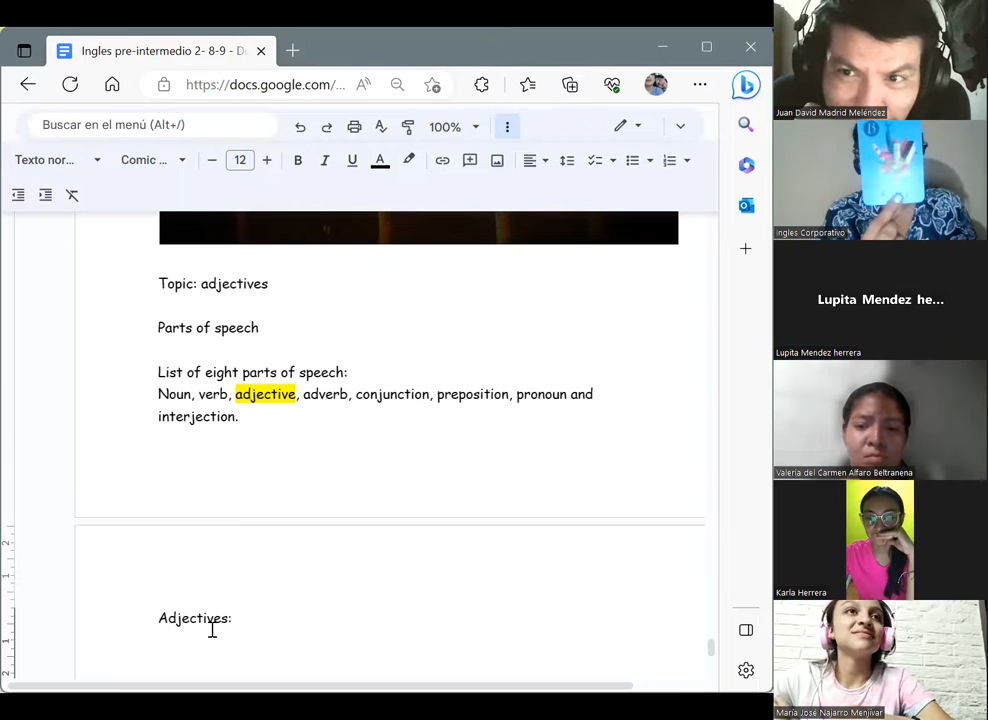 Ingles pre-intermedio 2- 8-9 - Do
https://docs.google.com/...
Buscar en el menú (Alt+/)
100%
Texto nor...
Comic ...
12
B
I
U
A
Topic: adjectives
Parts of speech
List of eight parts of speech:
Noun, verb, adjective, adverb, conjunction, preposition, pronoun and
interjection.
Adjectives:
Juan David Madrid Meléndez
Ingles Corporativo
Lupita Mendez he...
Lupita Mendez herrera
Valeria del Carmen Alfaro Beltranena
Karla Herrera
María José Najarro Menjívar